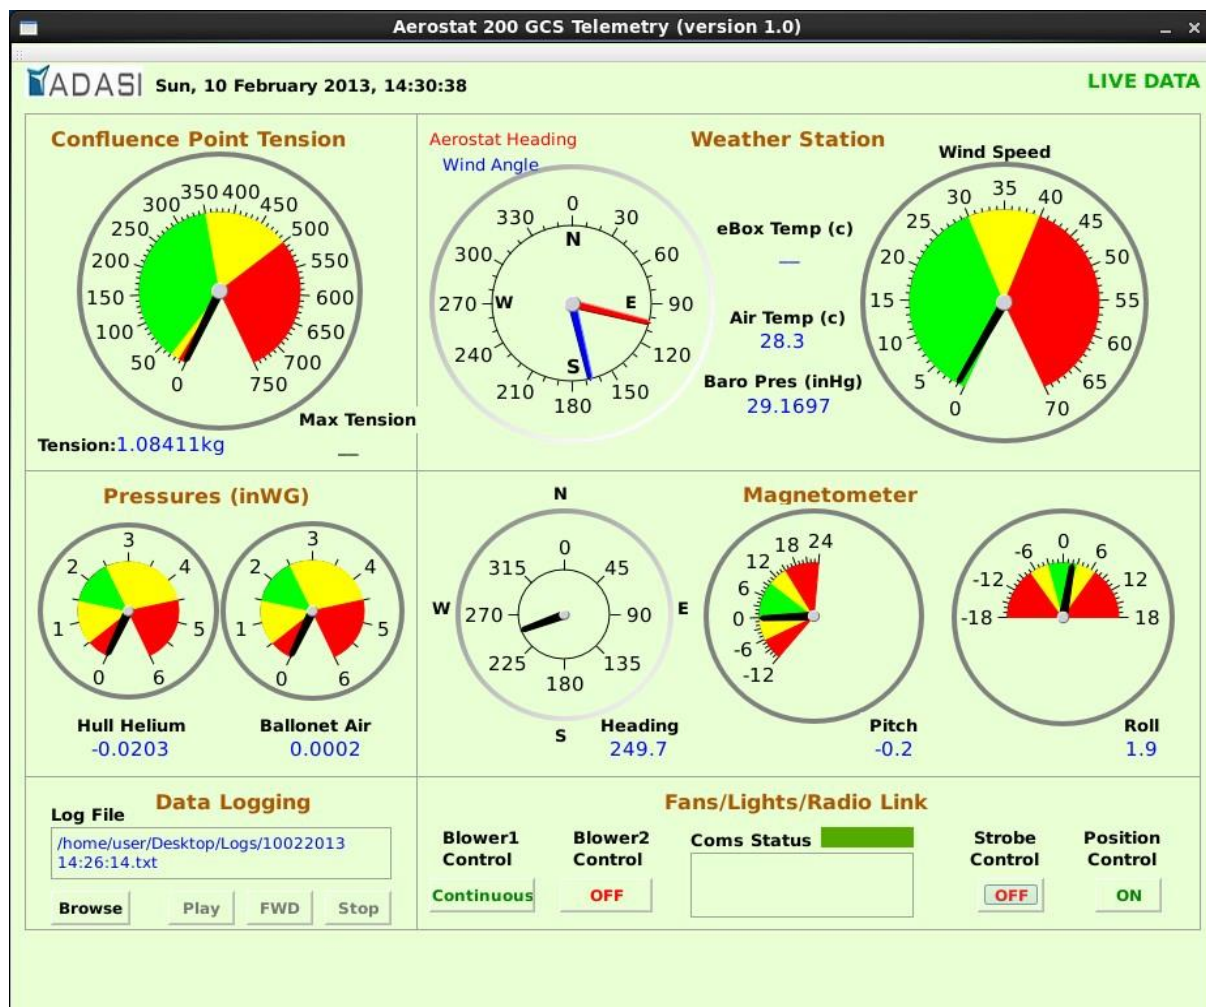 Aerostat 200 GCS Telemetry (version 1.0)
ADASI Sun, 10 February 2013, 14:30:38
LIVE DATA
Confluence Point Tension
0
50
100
150
200
250
300
350
400
450
500
550
600
650
700
750
Max Tension
Tension:1.08411kg
__
Aerostat Heading
Wind Angle
0
30
60
90
120
150
180
210
240
270
300
330
N
E
S
W
Weather Station
eBox Temp (c)
__
Air Temp (c)
28.3
Baro Pres (inHg)
29.1697
Wind Speed
0
5
10
15
20
25
30
35
40
45
50
55
60
65
70
Pressures (inWG)
0
1
2
3
4
5
6
Hull Helium
-0.0203
0
1
2
3
4
5
6
Ballonet Air
0.0002
Magnetometer
N
E
S
W
0
45
90
135
180
225
270
315
Heading
249.7
24
18
12
6
0
-6
-12
Pitch
-0.2
-18
-12
-6
0
6
12
18
Roll
1.9
Data Logging
Log File
/home/user/Desktop/Logs/10022013
14:26:14.txt
Browse
Play
FWD
Stop
Fans/Lights/Radio Link
Blower1
Control
Continuous
Blower2
Control
OFF
Coms Status
Strobe
Control
OFF
Position
Control
ON